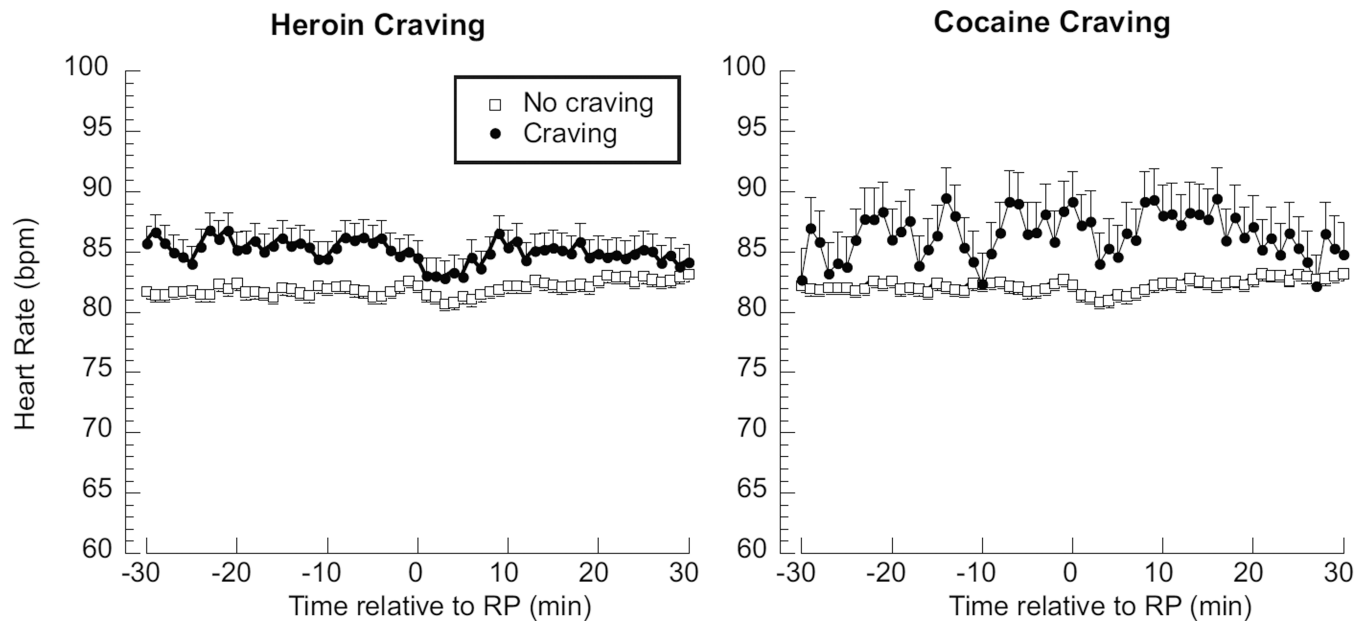 Heroin Craving
Cocaine Craving
100
95
90
85
80
75
70
65
60
Heart Rate (bpm)
No craving
Craving
-30 -20 -10 0 10 20 30
Time relative to RP (min)
100
95
90
85
80
75
70
65
60
-30 -20 -10 0 10 20 30
Time relative to RP (min)